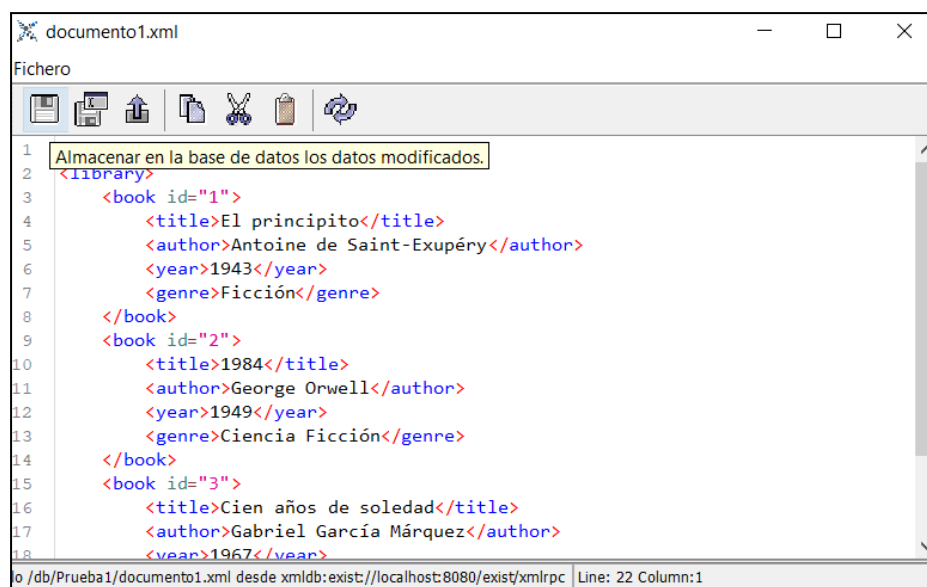 documento1.xml
Fichero
1
Almacenar en la base de datos los datos modificados.
2 <library>
3 <book id="1">
4 <title>El principito</title>
5 <author>Antoine de Saint-Exupéry</author>
6 <year>1943</year>
7 <genre>Ficción</genre>
8 </book>
9 <book id="2">
10 <title>1984</title>
11 <author>George Orwell</author>
12 <year>1949</year>
13 <genre>Ciencia Ficción</genre>
14 </book>
15 <book id="3">
16 <title>Cien años de soledad</title>
17 <author>Gabriel García Márquez</author>
18 <year>1967</year>
lo /db/Prueba1/documento1.xml desde xmldb:exist://localhost:8080/exist/xmlrpc Line: 22 Column:1